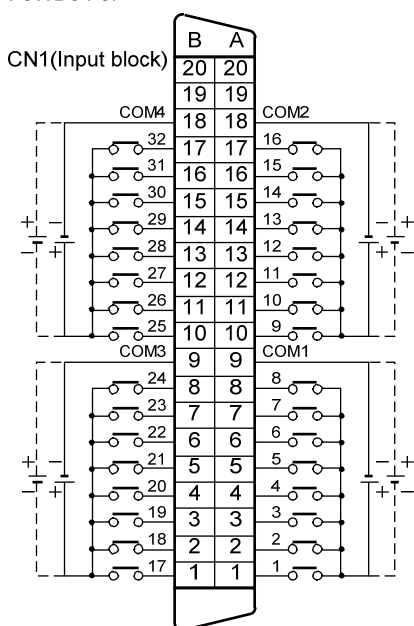 B A
CN1(Input block)
20 20
19 19
COM4 18 18 COM2
32 17 17 16
31 16 16 15
30 15 15 14
+ − 29 14 14 13 − +
− + 28 13 13 12 + −
27 12 12 11
26 11 11 10
25 10 10 9
COM3 9 9 COM1
24 8 8 8
23 7 7 7
22 6 6 6
+ − 21 5 5 5 − +
− + 20 4 4 4 + −
19 3 3 3
18 2 2 2
17 1 1 1